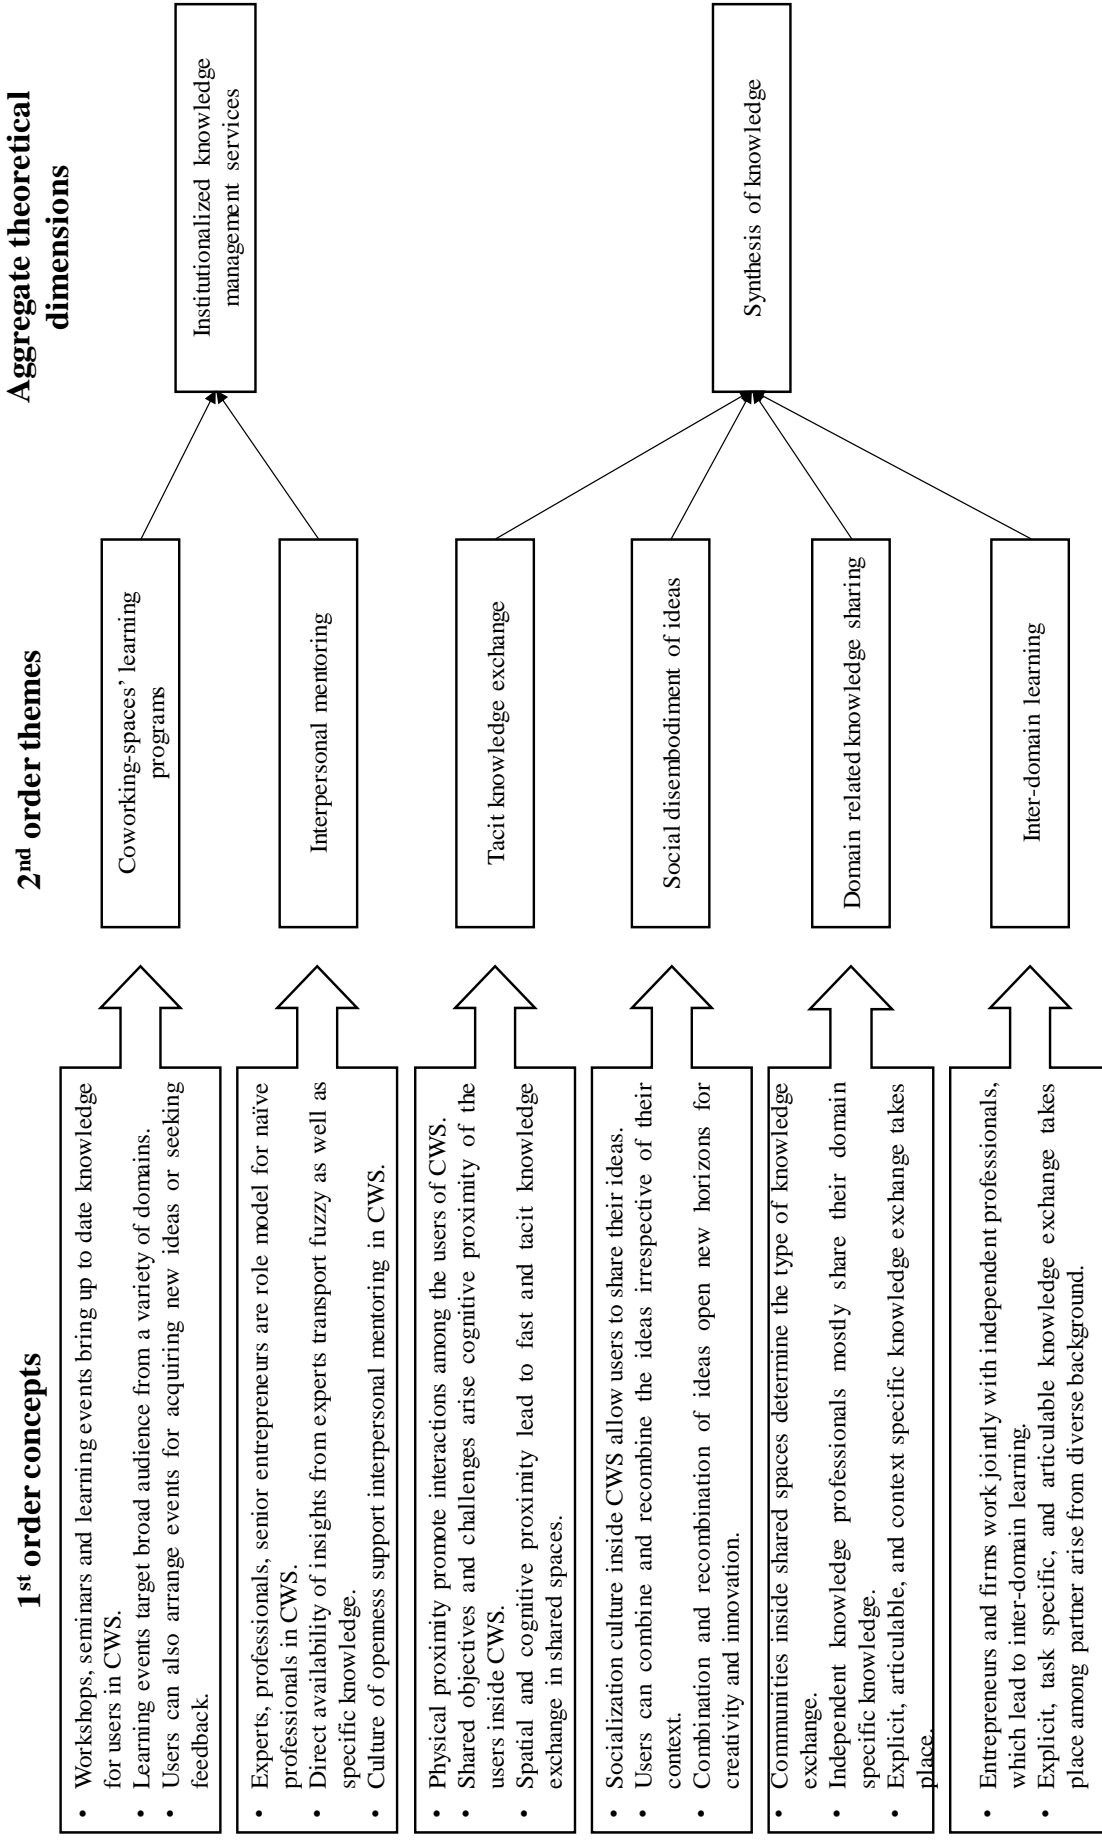 1st order concepts
2nd order themes
Aggregate theoretical
dimensions
• Workshops, seminars and learning events bring up to date knowledge
for users in CWS.
• Learning events target broad audience from a variety of domains.
• Users can also arrange events for acquiring new ideas or seeking
feedback.
Coworking-spaces’ learning
programs
• Experts, professionals, senior entrepreneurs are role model for naïve
professionals in CWS.
• Direct availability of insights from experts transport fuzzy as well as
specific knowledge.
• Culture of openness support interpersonal mentoring in CWS.
Interpersonal mentoring
Institutionalized knowledge
management services
• Physical proximity promote interactions among the users of CWS.
• Shared objectives and challenges arise cognitive proximity of the
users inside CWS.
• Spatial and cognitive proximity lead to fast and tacit knowledge
exchange in shared spaces.
Tacit knowledge exchange
• Socialization culture inside CWS allow users to share their ideas.
• Users can combine and recombine the ideas irrespective of their
context.
• Combination and recombination of ideas open new horizons for
creativity and innovation.
Social disembodiment of ideas
• Communities inside shared spaces determine the type of knowledge
exchange.
• Independent knowledge professionals mostly share their domain
specific knowledge.
• Explicit, articulable, and context specific knowledge exchange takes
place.
Domain related knowledge sharing
• Entrepreneurs and firms work jointly with independent professionals,
which lead to inter-domain learning.
• Explicit, task specific, and articulable knowledge exchange takes
place among partner arise from diverse background.
Inter-domain learning
Synthesis of knowledge